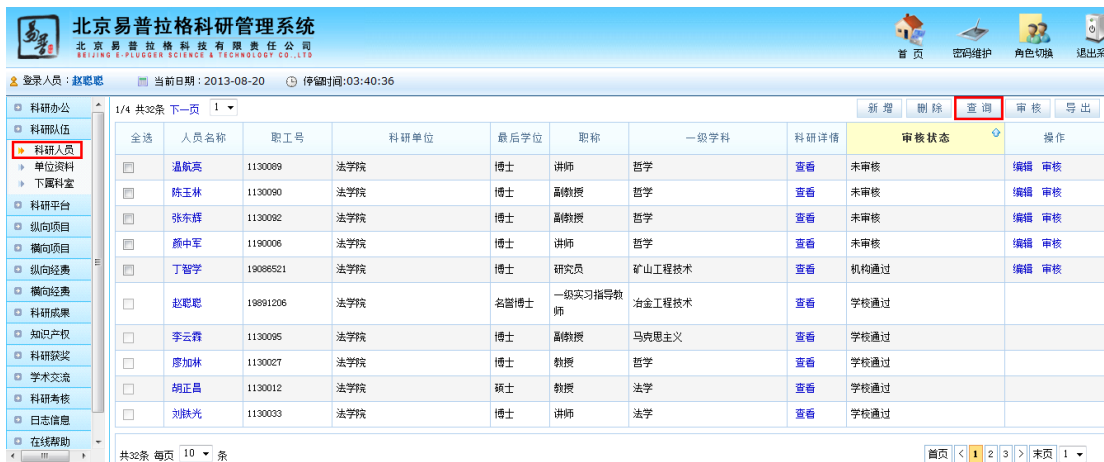 北京易普拉格科研管理系统
北京易普拉格科技有限责任公司
BEIJING E-PLUGGER SCIENCE & TECHNOLOGY CO.,LTD
首页 密码维护 角色切换 退出系
登录人员：赵聪聪 当前日期：2013-08-20 停留时间:03:40:36
科研办公
科研队伍
科研人员
单位资料
下属科室
科研平台
纵向项目
横向项目
纵向经费
横向经费
科研成果
知识产权
科研获奖
学术交流
科研考核
日志信息
在线帮助
1/4 共32条 下一页 1 新增 删除 查询 审核 导出
全选 人员名称 职工号 科研单位 最后学位 职称 一级学科 科研详情 审核状态 操作
温航亮 1130089 法学院 博士 讲师 哲学 查看 未审核 编辑 审核
陈玉林 1130090 法学院 博士 副教授 哲学 查看 未审核 编辑 审核
张东辉 1130092 法学院 博士 副教授 哲学 查看 未审核 编辑 审核
颜中军 1190006 法学院 博士 讲师 哲学 查看 未审核 编辑 审核
丁智学 19086521 法学院 博士 研究员 矿山工程技术 查看 机构通过 编辑 审核
赵聪聪 19891206 法学院 名誉博士 一级实习指导教师 冶金工程技术 查看 学校通过
李云霖 1130095 法学院 博士 副教授 马克思主义 查看 学校通过
廖加林 1130027 法学院 博士 教授 哲学 查看 学校通过
胡正昌 1130012 法学院 硕士 教授 法学 查看 学校通过
刘铁光 1130033 法学院 博士 讲师 法学 查看 学校通过
共32条 每页 10 条 首页 < 1 2 3 > 末页 1